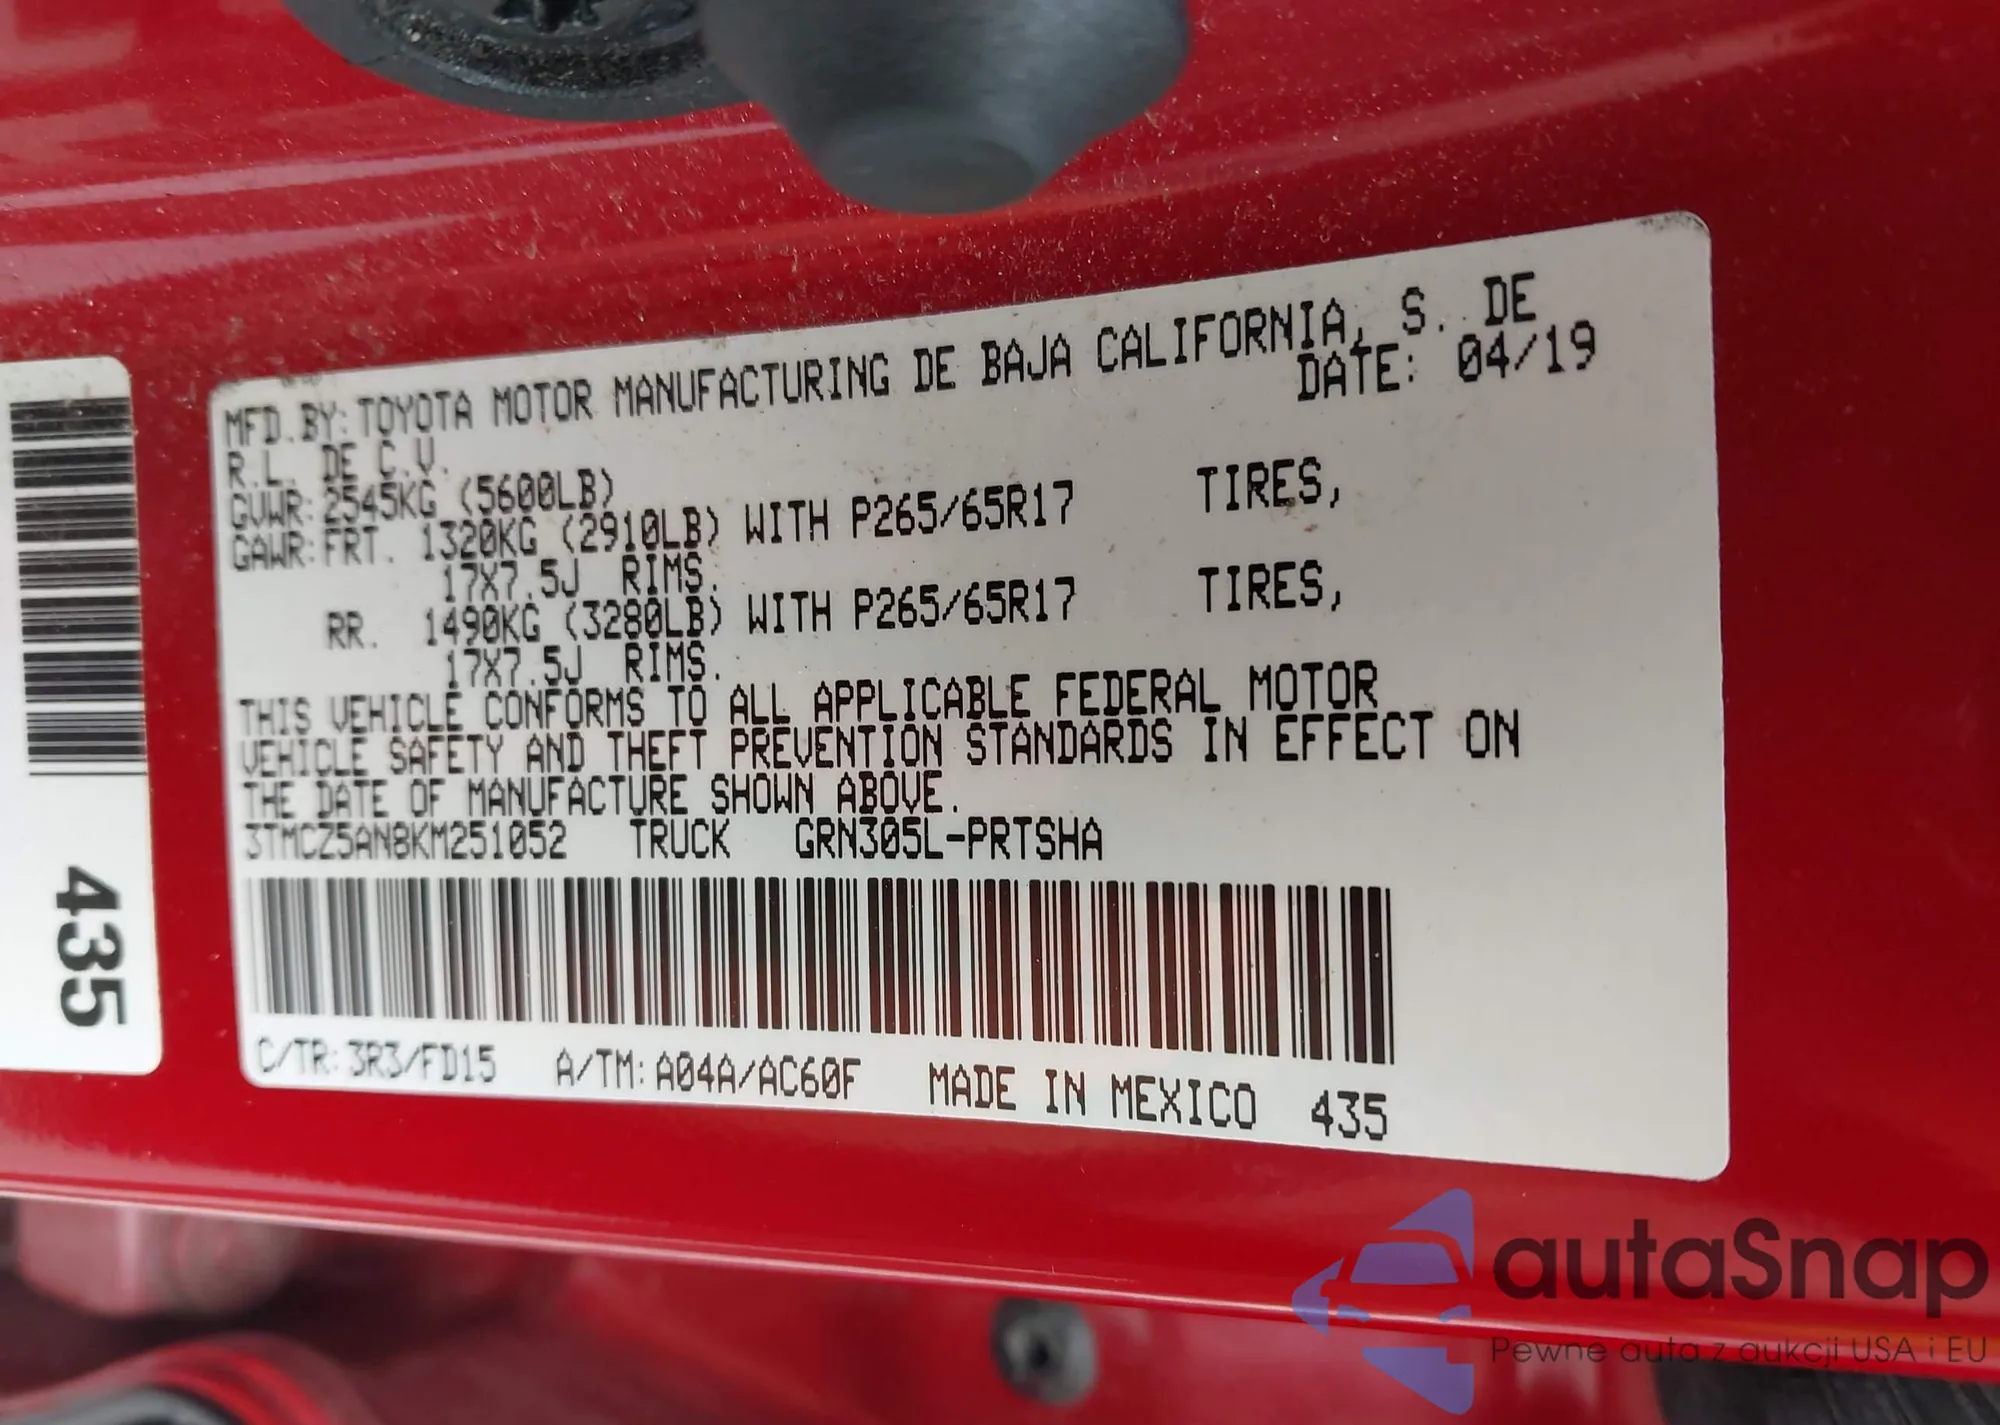 MFD.BY:TOYOTA MOTOR MANUFACTURING DE BAJA CALIFORNIA, S. DE
R.L. DE C.V. DATE: 04/19
GVWR:2545KG (5600LB)
GAWR:FRT. 1320KG (2910LB) WITH P265/65R17 TIRES,
17X7.5J RIMS.
RR. 1490KG (3280LB) WITH P265/65R17 TIRES,
17X7.5J RIMS.
THIS VEHICLE CONFORMS TO ALL APPLICABLE FEDERAL MOTOR
VEHICLE SAFETY AND THEFT PREVENTION STANDARDS IN EFFECT ON
THE DATE OF MANUFACTURE SHOWN ABOVE.
3TMCZ5AN8KM251052 TRUCK GRN305L-PRTSHA
C/TR:3R3/FD15 A/TM:A04A/AC60F MADE IN MEXICO 435
435
autaSnap
Pewne auta z aukcji USA i EU